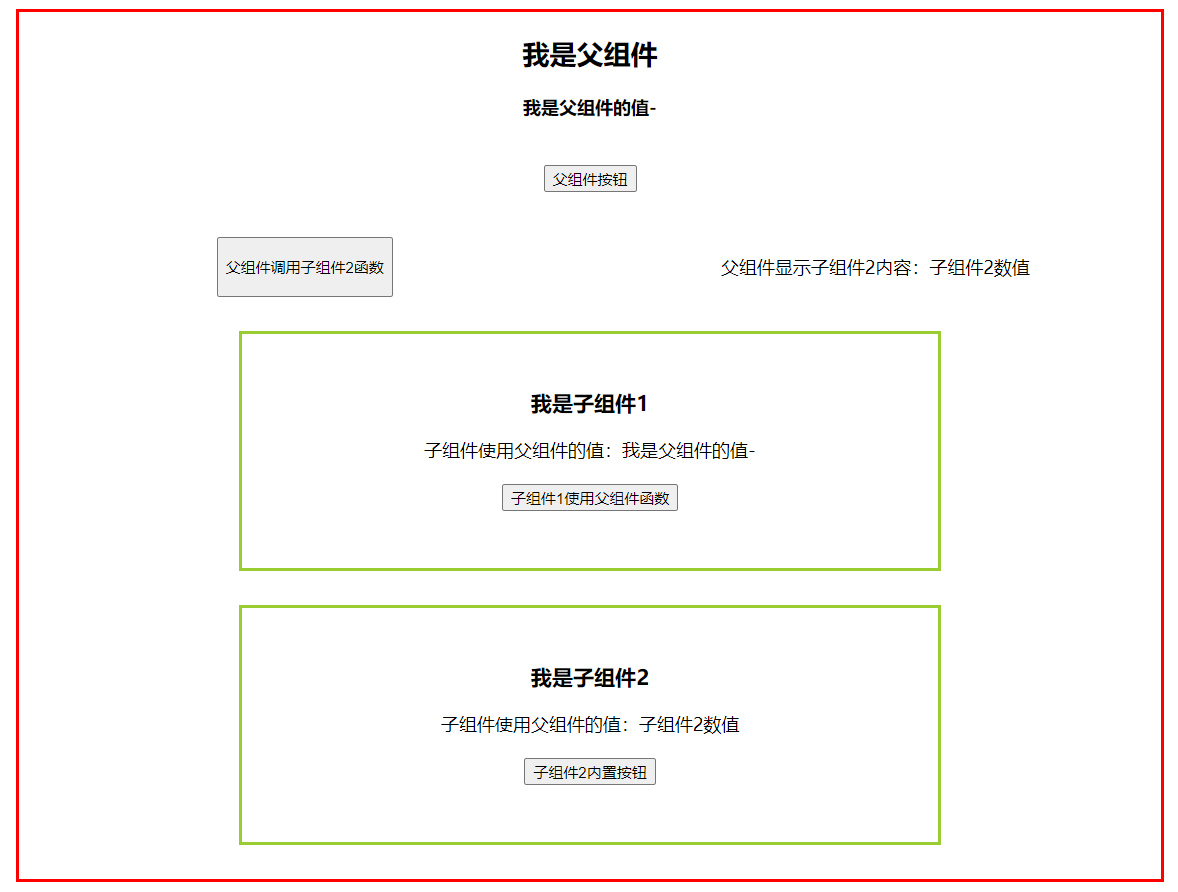 我是父组件
我是父组件的值-
父组件按钮
父组件调用子组件2函数
父组件显示子组件2内容：子组件2数值
我是子组件1
子组件使用父组件的值：我是父组件的值-
子组件1使用父组件函数
我是子组件2
子组件使用父组件的值：子组件2数值
子组件2内置按钮